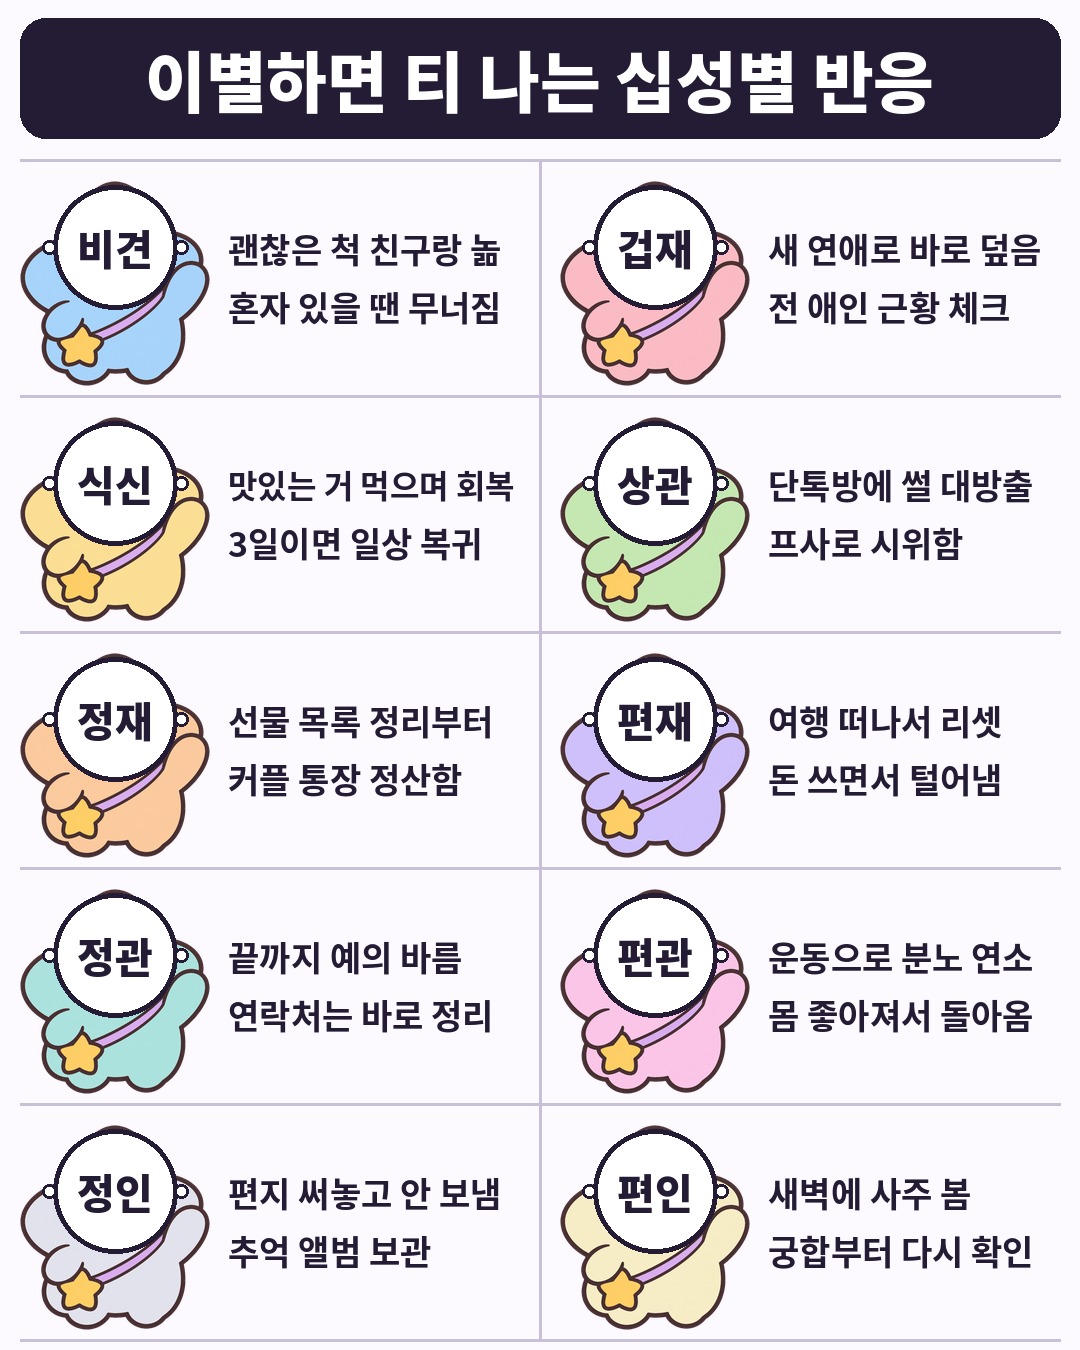 이별하면 티 나는 십성별 반응
비견
괜찮은 척 친구랑 놂
혼자 있을 땐 무너짐
겁재
새 연애로 바로 덮음
전 애인 근황 체크
식신
맛있는 거 먹으며 회복
3일이면 일상 복귀
상관
단톡방에 썰 대방출
프사로 시위함
정재
선물 목록 정리부터
커플 통장 정산함
편재
여행 떠나서 리셋
돈 쓰면서 털어냄
정관
끝까지 예의 바름
연락처는 바로 정리
편관
운동으로 분노 연소
몸 좋아져서 돌아옴
정인
편지 써놓고 안 보냄
추억 앨범 보관
편인
새벽에 사주 봄
궁합부터 다시 확인